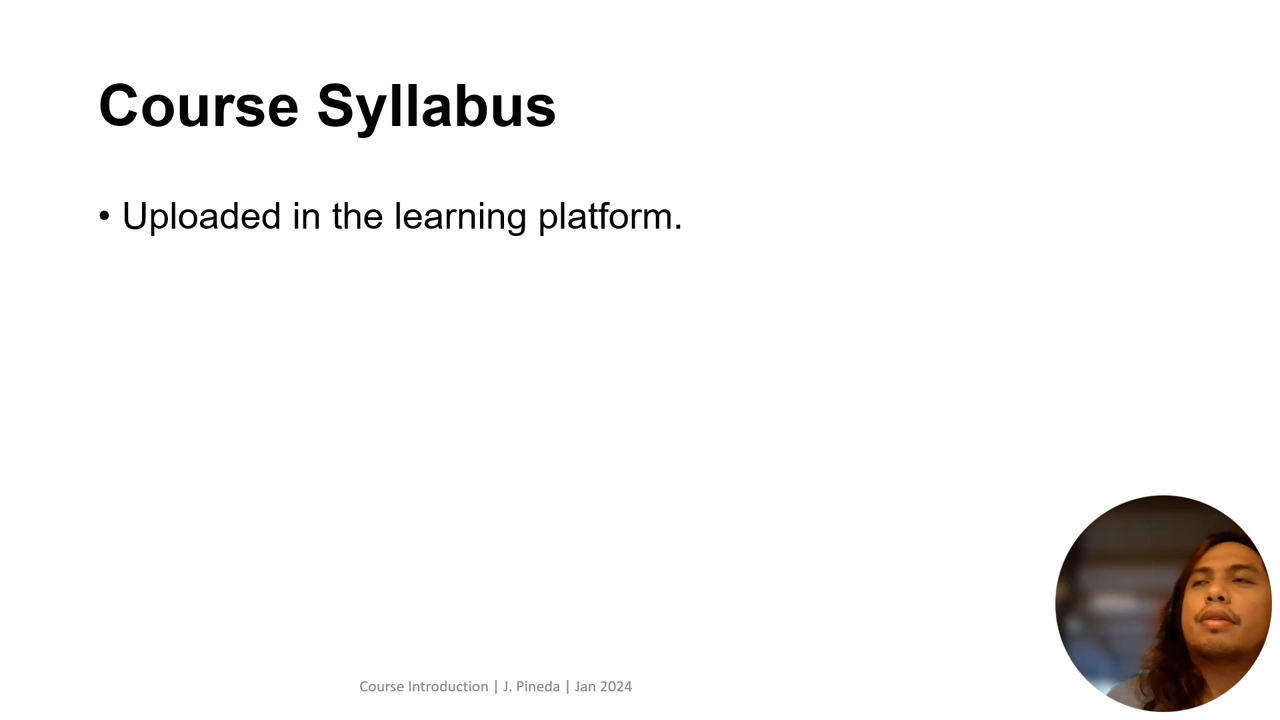 Course Syllabus
• Uploaded in the learning platform.
Course Introduction | J. Pineda | Jan 2024